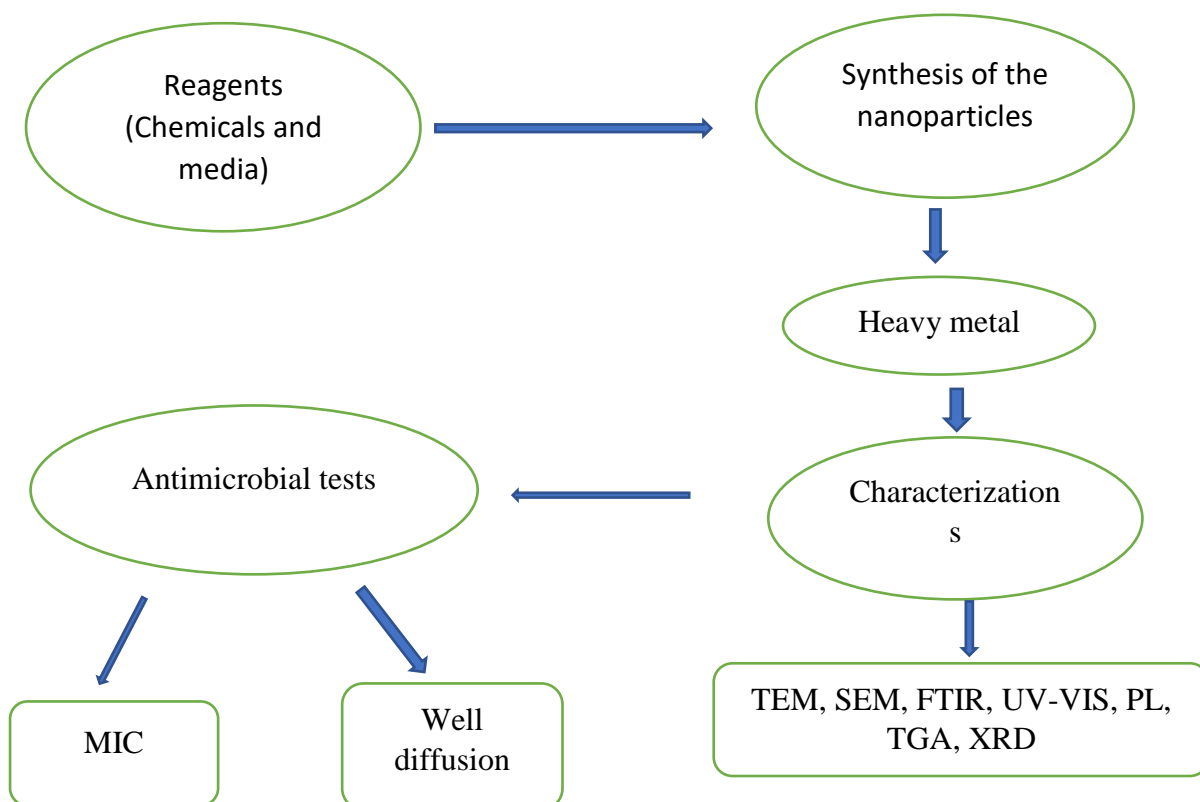 Reagents
(Chemicals and
media)
Synthesis of the
nanoparticles
Heavy metal
Characterization
s
Antimicrobial tests
MIC
Well
diffusion
TEM, SEM, FTIR, UV-VIS, PL,
TGA, XRD